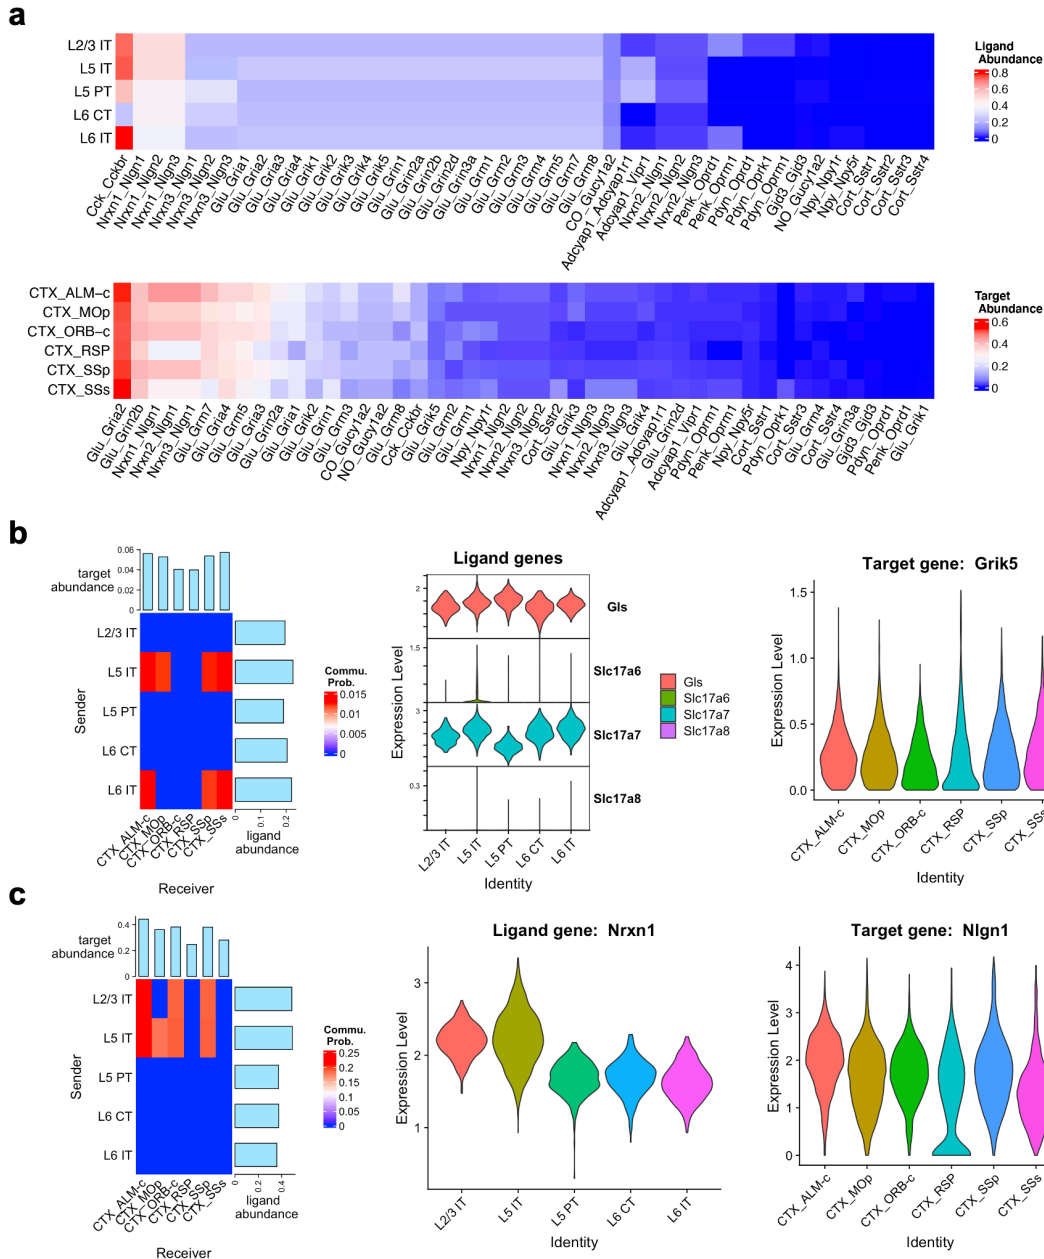 a
L2/3 IT
L5 IT
L5 PT
L6 CT
L6 IT
Ligand
Abundance
0.8
0.6
0.4
0.2
0
Cck_Cckbr
Nrxn1_Nlgn1
Nrxn1_Nlgn2
Nrxn1_Nlgn3
Nrxn3_Nlgn1
Nrxn3_Nlgn2
Nrxn3_Nlgn3
Glu_Gria1
Glu_Gria2
Glu_Gria3
Glu_Gria4
Glu_Grik1
Glu_Grik2
Glu_Grik3
Glu_Grik4
Glu_Grik5
Glu_Grin1
Glu_Grin2a
Glu_Grin2b
Glu_Grin2d
Glu_Grin3a
Glu_Grm1
Glu_Grm2
Glu_Grm3
Glu_Grm4
Glu_Grm5
Glu_Grm7
Glu_Grm8
CO_Gucy1a2
Adcyap1_Adcyap1r1
Adcyap1_Vipr1
Nrxn2_Nlgn1
Nrxn2_Nlgn2
Nrxn2_Nlgn3
Penk_Oprd1
Penk_Oprm1
Pdyn_Oprd1
Pdyn_Oprk1
Pdyn_Oprm1
Gjd3_Gjd3
NO_Gucy1a2
Npy_Npy1r
Npy_Npy5r
Cort_Sstr1
Cort_Sstr2
Cort_Sstr3
Cort_Sstr4
CTX_ALM-c
CTX_MOp
CTX_ORB-c
CTX_RSP
CTX_SSp
CTX_SSs
Target
Abundance
0.6
0.4
0.2
0
Glu_Gria2
Glu_Grin2b
Nrxn1_Nlgn1
Nrxn2_Nlgn1
Nrxn3_Nlgn1
Glu_Grm7
Glu_Gria4
Glu_Grm5
Glu_Gria3
Glu_Grin2a
Glu_Gria1
Glu_Grik2
Glu_Grin1
Glu_Grm3
CO_Gucy1a2
NO_Gucy1a2
Glu_Grm8
Cck_Cckbr
Glu_Grik5
Glu_Grm2
Glu_Grm1
Npy_Npy1r
Nrxn1_Nlgn2
Nrxn2_Nlgn2
Nrxn3_Nlgn2
Cort_Sstr2
Glu_Grik3
Nrxn1_Nlgn3
Nrxn2_Nlgn3
Nrxn3_Nlgn3
Glu_Grik4
Adcyap1_Adcyap1r1
Glu_Grin2d
Adcyap1_Vipr1
Pdyn_Oprm1
Penk_Oprm1
Npy_Npy5r
Cort_Sstr1
Pdyn_Oprk1
Cort_Sstr3
Glu_Grm4
Cort_Sstr4
Glu_Grin3a
Gjd3_Gjd3
Pdyn_Oprd1
Penk_Oprd1
Glu_Grik1
b
target
abundance
0.06
0.04
0.02
0
Sender
L2/3 IT
L5 IT
L5 PT
L6 CT
L6 IT
Commu.
Prob.
0.015
0.01
0.005
0
0
0.1
0.2
ligand
abundance
CTX_ALM-c
CTX_MOp
CTX_ORB-c
CTX_RSP
CTX_SSp
CTX_SSs
Receiver
Ligand genes
Expression Level
2
Gls
1.5
Slc17a6
3
Slc17a7
0.3
Slc17a8
Gls
Slc17a6
Slc17a7
Slc17a8
L2/3 IT
L5 IT
L5 PT
L6 CT
L6 IT
Identity
Target gene: Grik5
Expression Level
1.5
1.0
0.5
0.0
CTX_ALM-c
CTX_MOp
CTX_ORB-c
CTX_RSP
CTX_SSp
CTX_SSs
Identity
c
target
abundance
0.4
0.2
0
Sender
L2/3 IT
L5 IT
L5 PT
L6 CT
L6 IT
Commu.
Prob.
0.25
0.2
0.15
0.1
0.05
0
0
0.2
0.4
ligand
abundance
CTX_ALM-c
CTX_MOp
CTX_ORB-c
CTX_RSP
CTX_SSp
CTX_SSs
Receiver
Ligand gene: Nrxn1
Expression Level
3
2
1
L2/3 IT
L5 IT
L5 PT
L6 CT
L6 IT
Identity
Target gene: Nlgn1
Expression Level
4
3
2
1
0
CTX_ALM-c
CTX_MOp
CTX_ORB-c
CTX_RSP
CTX_SSp
CTX_SSs
Identity